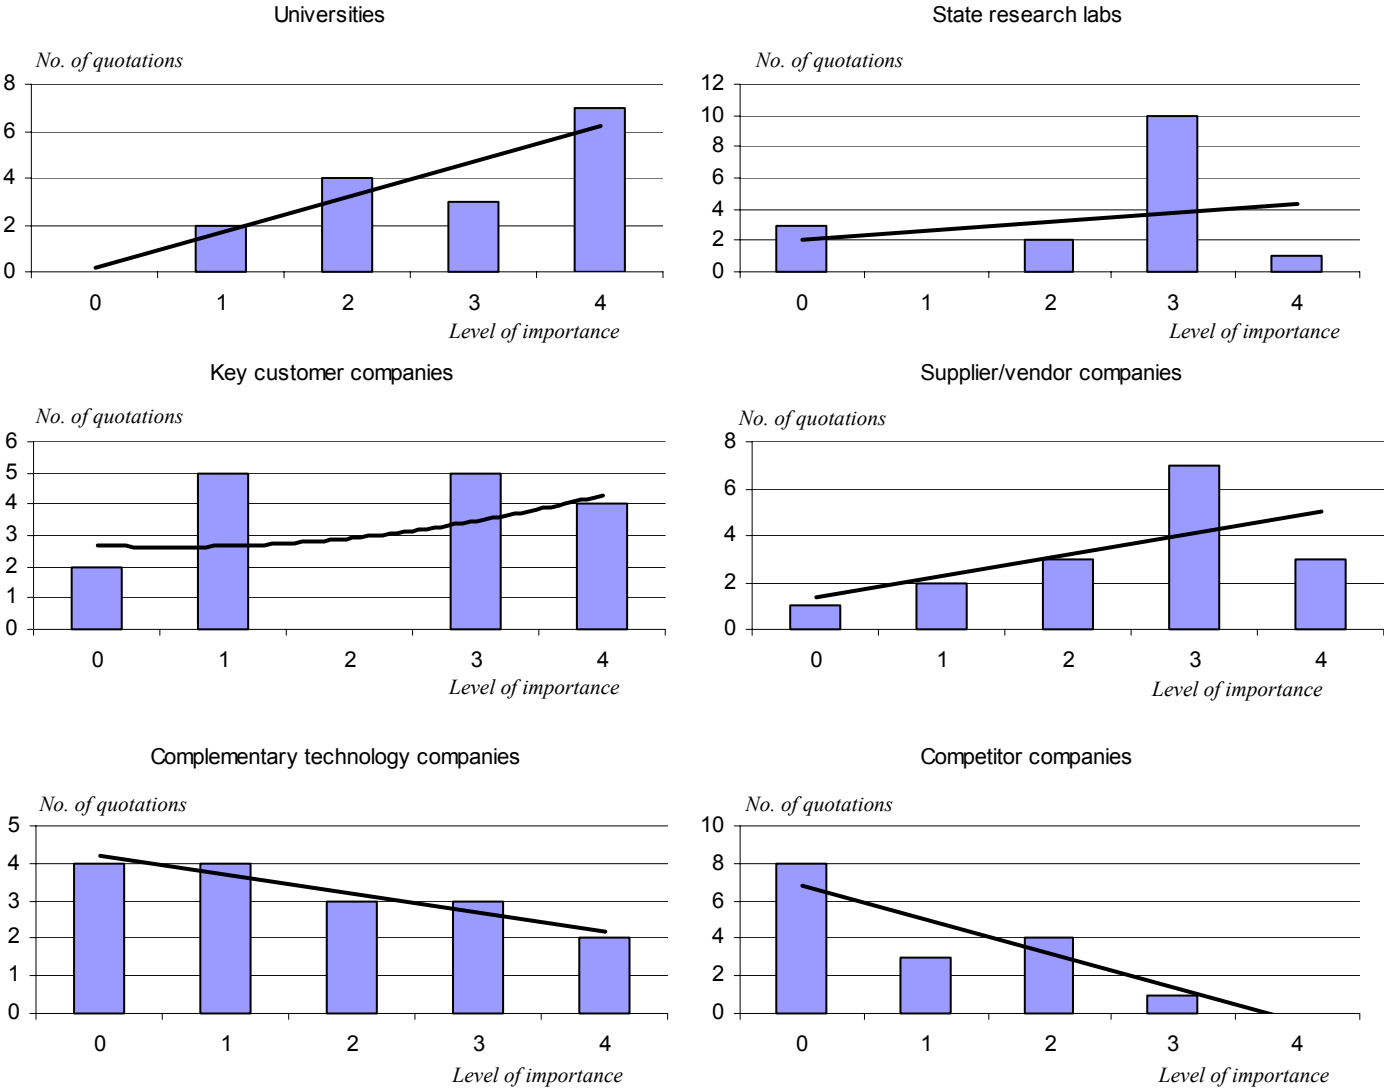 Universities
No. of quotations
8
6
4
2
0
0 1 2 3 4
Level of importance
State research labs
No. of quotations
12
10
8
6
4
2
0
0 1 2 3 4
Level of importance
Key customer companies
No. of quotations
6
5
4
3
2
1
0
0 1 2 3 4
Level of importance
Supplier/vendor companies
No. of quotations
8
6
4
2
0
0 1 2 3 4
Level of importance
Complementary technology companies
No. of quotations
5
4
3
2
1
0
0 1 2 3 4
Level of importance
Competitor companies
No. of quotations
10
8
6
4
2
0
0 1 2 3 4
Level of importance